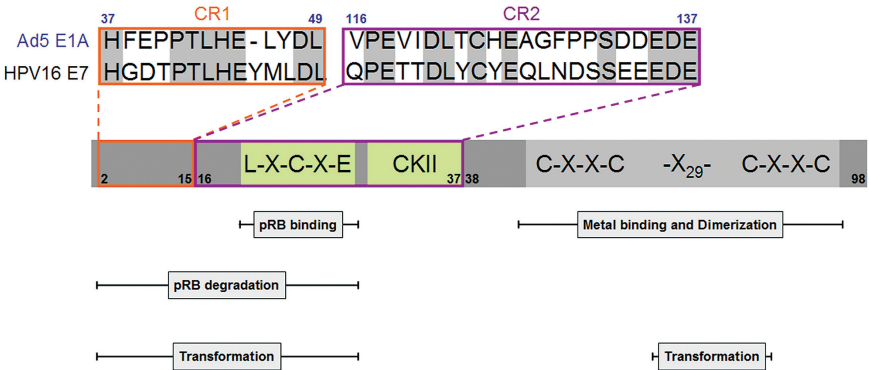 CR1 CR2
37 49 116 137
Ad5 E1A HFEPPTLHE-LYDL VPEVIDLTCHEAGFPPSDDEDE
HPV16 E7 HGDTPTLHEYMLDL QPETTDLYCYEQLNDSSEEEDE
L-X-C-X-E CKII C-X-X-C -X29- C-X-X-C
2 15 16 37 38 98
pRB binding Metal binding and Dimerization
pRB degradation
Transformation Transformation